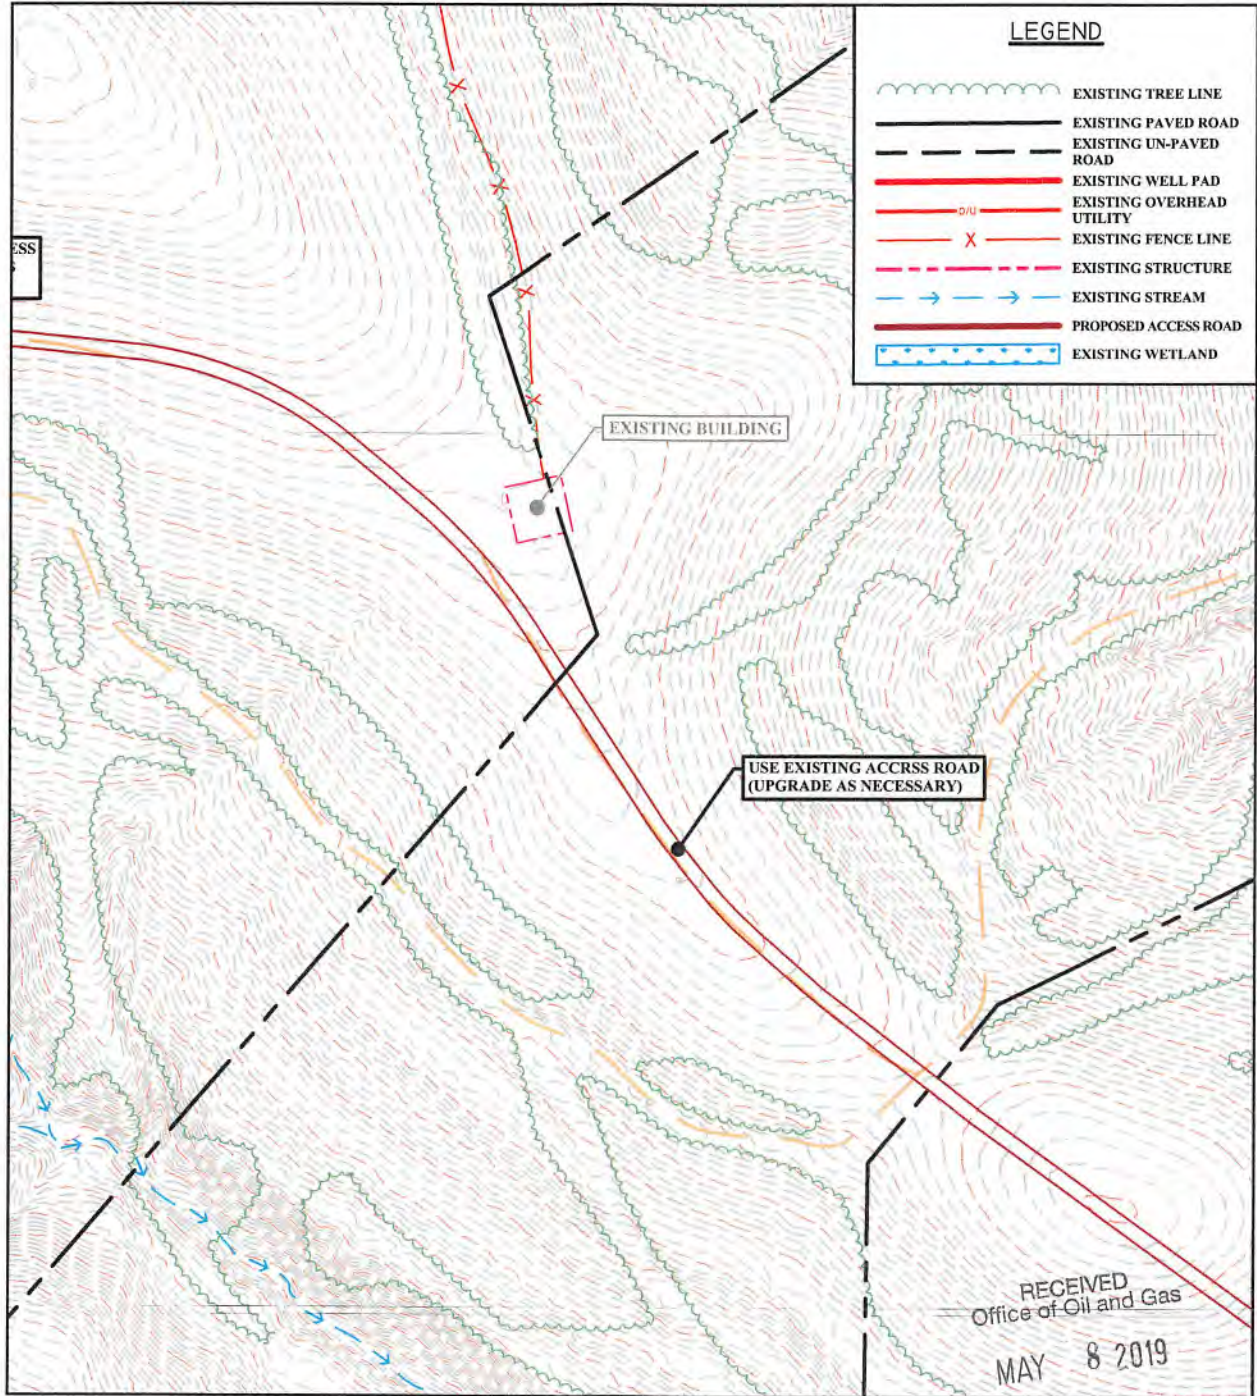 LEGEND
EXISTING TREE LINE
EXISTING PAVED ROAD
EXISTING UN-PAVED
ROAD
EXISTING WELL PAD
O/U
EXISTING OVERHEAD
UTILITY
X
EXISTING FENCE LINE
EXISTING STRUCTURE
EXISTING STREAM
PROPOSED ACCESS ROAD
EXISTING WETLAND
X
X
ESS
X
X
EXISTING BUILDING
USE EXISTING ACCRSS ROAD
(UPGRADE AS NECESSARY)
RECEIVED
Office of Oil and Gas
MAY 8 2019